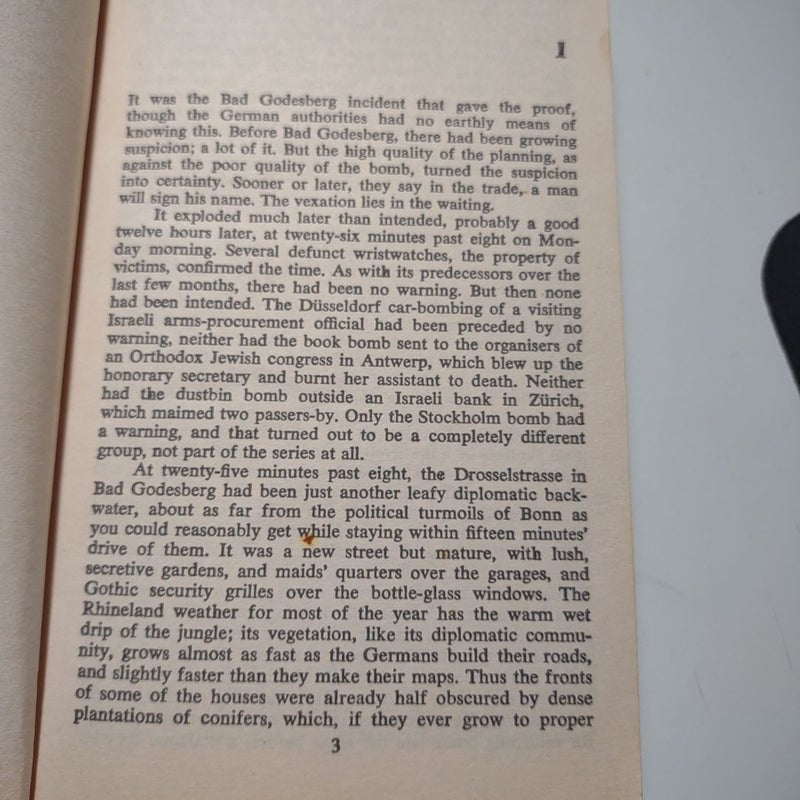 1
It was the Bad Godesberg incident that gave the proof,
though the German authorities had no earthly means of
knowing this. Before Bad Godesberg, there had been growing
suspicion; a lot of it. But the high quality of the planning, as
against the poor quality of the bomb, turned the suspicion
into certainty. Sooner or later, they say in the trade, a man
will sign his name. The vexation lies in the waiting.
It exploded much later than intended, probably a good
twelve hours later, at twenty-six minutes past eight on Mon-
day morning. Several defunct wristwatches, the property of
victims, confirmed the time. As with its predecessors over the
last few months, there had been no warning. But then none
had been intended. The Düsseldorf car-bombing of a visiting
Israeli arms-procurement official had been preceded by no
warning, neither had the book bomb sent to the organisers of
an Orthodox Jewish congress in Antwerp, which blew up the
honorary secretary and burnt her assistant to death. Neither
had the dustbin bomb outside an Israeli bank in Zürich,
which maimed two passers-by. Only the Stockholm bomb had
a warning, and that turned out to be a completely different
group, not part of the series at all.
At twenty-five minutes past eight, the Drosselstrasse in
Bad Godesberg had been just another leafy diplomatic back-
water, about as far from the political turmoils of Bonn as
you could reasonably get while staying within fifteen minutes'
drive of them. It was a new street but mature, with lush,
secretive gardens, and maids' quarters over the garages, and
Gothic security grilles over the bottle-glass windows. The
Rhineland weather for most of the year has the warm wet
drip of the jungle; its vegetation, like its diplomatic commu-
nity, grows almost as fast as the Germans build their roads,
and slightly faster than they make their maps. Thus the fronts
of some of the houses were already half obscured by dense
plantations of conifers, which, if they ever grow to proper
3